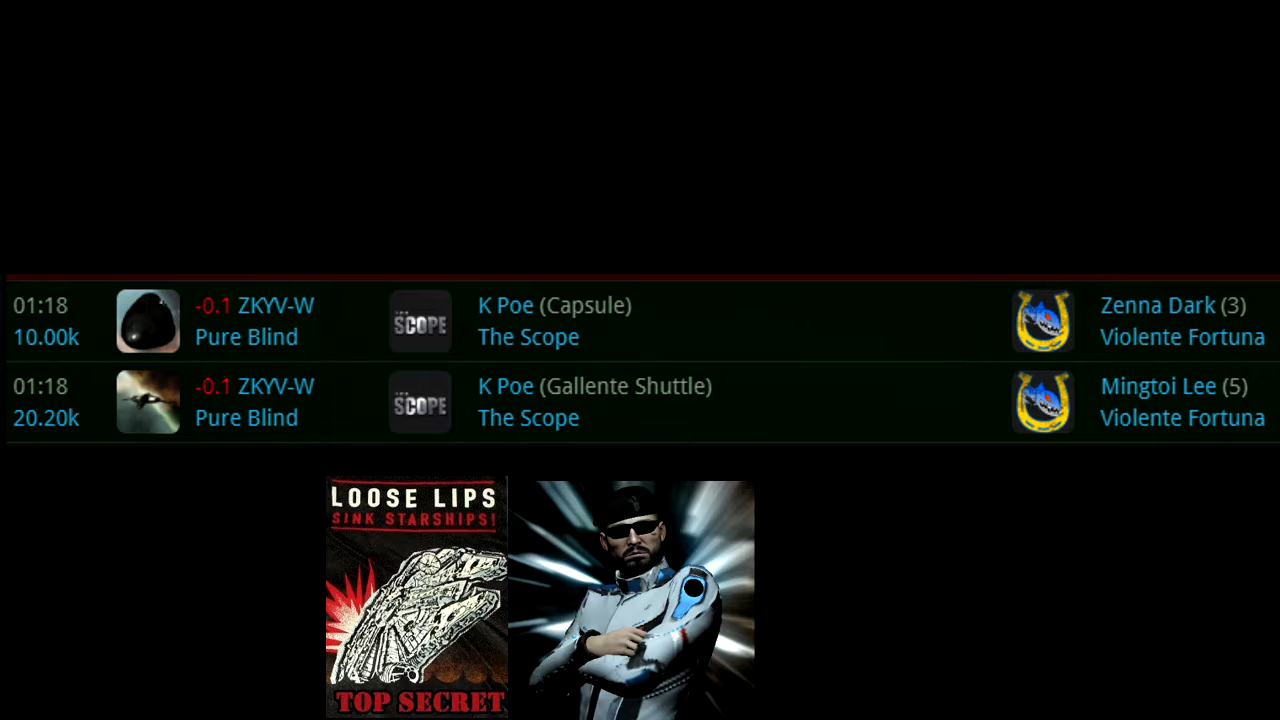 01:18
10.00k
-0.1 ZKYV-W
Pure Blind
THE SCOPE
K Poe (Capsule)
The Scope
Zenna Dark (3)
Violente Fortuna
01:18
20.20k
-0.1 ZKYV-W
Pure Blind
THE SCOPE
K Poe (Gallente Shuttle)
The Scope
Mingtoi Lee (5)
Violente Fortuna
LOOSE LIPS
SINK STARSHIPS!
TOP SECRET